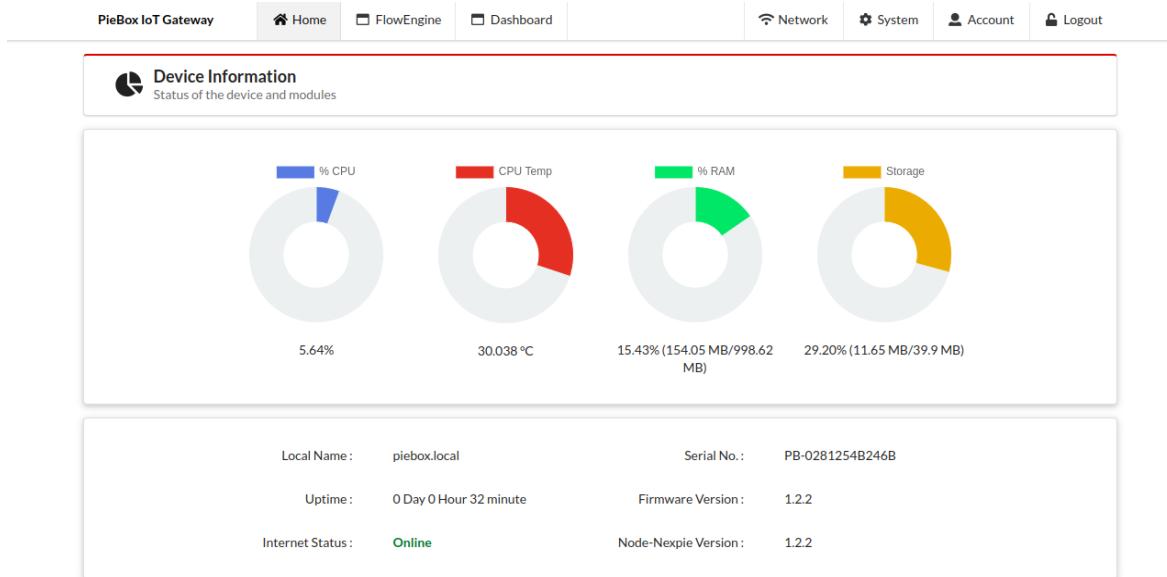 PieBox IoT Gateway Home FlowEngine Dashboard Network System Account Logout
Device Information
Status of the device and modules
% CPU CPU Temp % RAM Storage
5.64% 30.038 °C 15.43% (154.05 MB/998.62 29.20% (11.65 MB/39.9 MB)
MB)
Local Name : piebox.local Serial No. : PB-0281254B246B
Uptime : 0 Day 0 Hour 32 minute Firmware Version : 1.2.2
Internet Status : Online Node-Nexpie Version : 1.2.2